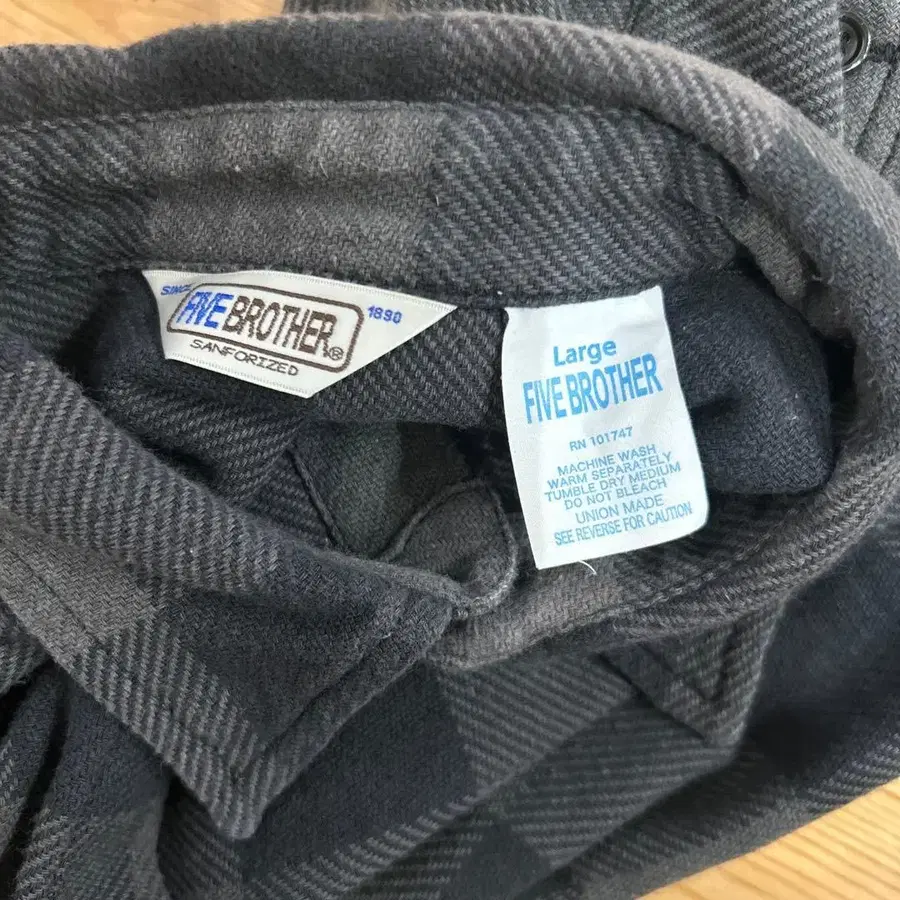 SINCE
FIVE BROTHER®
1890
SANFORIZED
Large
FIVE BROTHER
RN 101747
MACHINE WASH
WARM SEPARATELY
TUMBLE DRY MEDIUM
DO NOT BLEACH
UNION MADE
SEE REVERSE FOR CAUTION